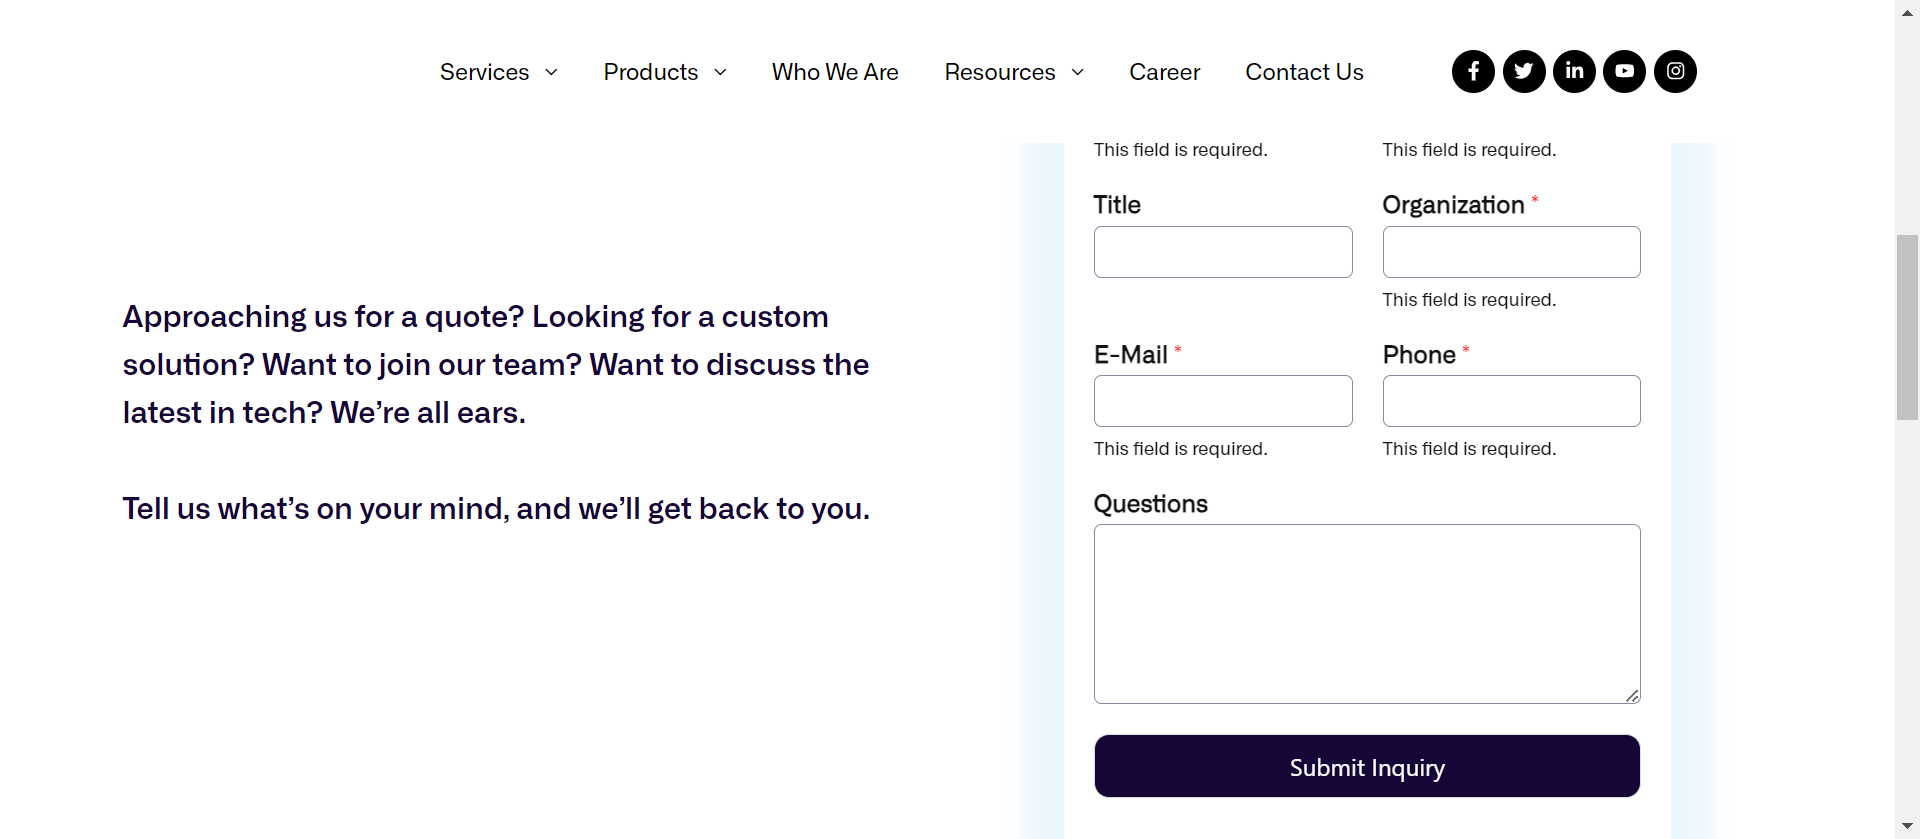 Services Products Who We Are Resources Career Contact Us
This field is required. This field is required.
Title Organization *
This field is required.
E-Mail * Phone *
This field is required. This field is required.
Questions
Submit Inquiry
Approaching us for a quote? Looking for a custom
solution? Want to join our team? Want to discuss the
latest in tech? We’re all ears.
Tell us what’s on your mind, and we’ll get back to you.